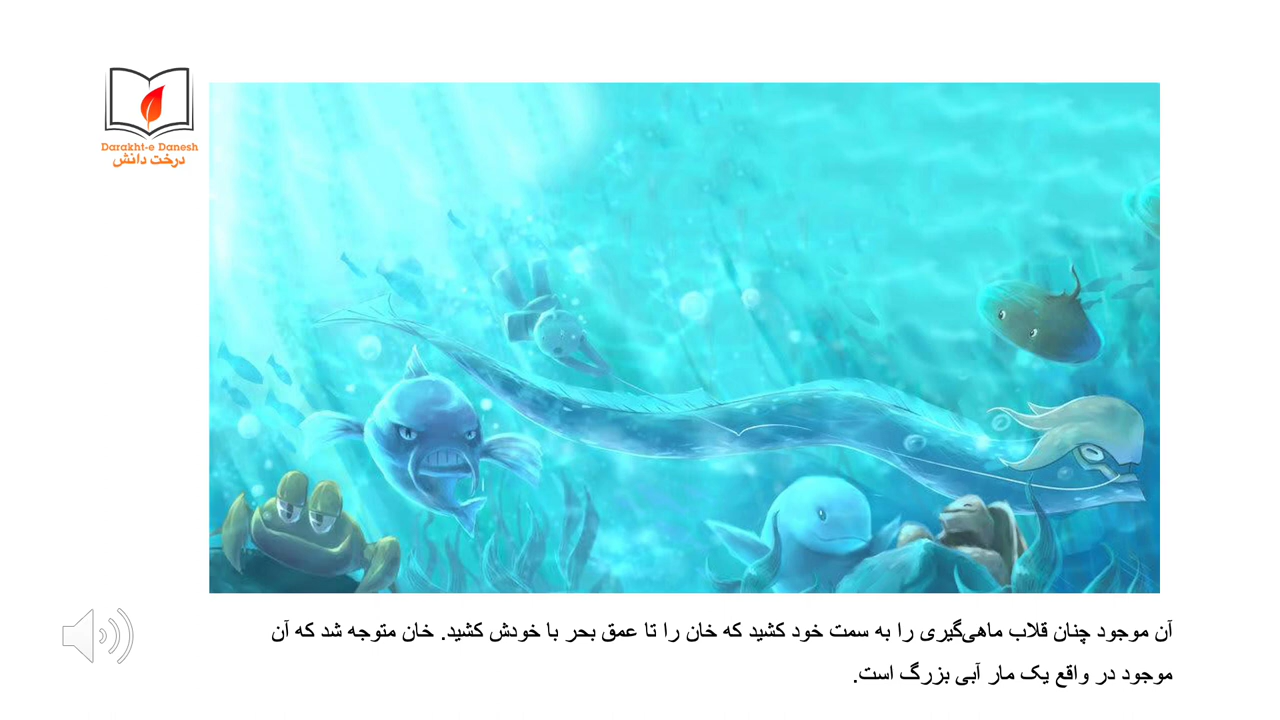 Darakht-e Danesh
درخت دانش
آن موجود چنان قلاب ماهی‌گیری را به سمت خود کشید که خان را تا عمق بحر با خودش کشید. خان متوجه شد که آن
موجود در واقع یک مار آبی بزرگ است.